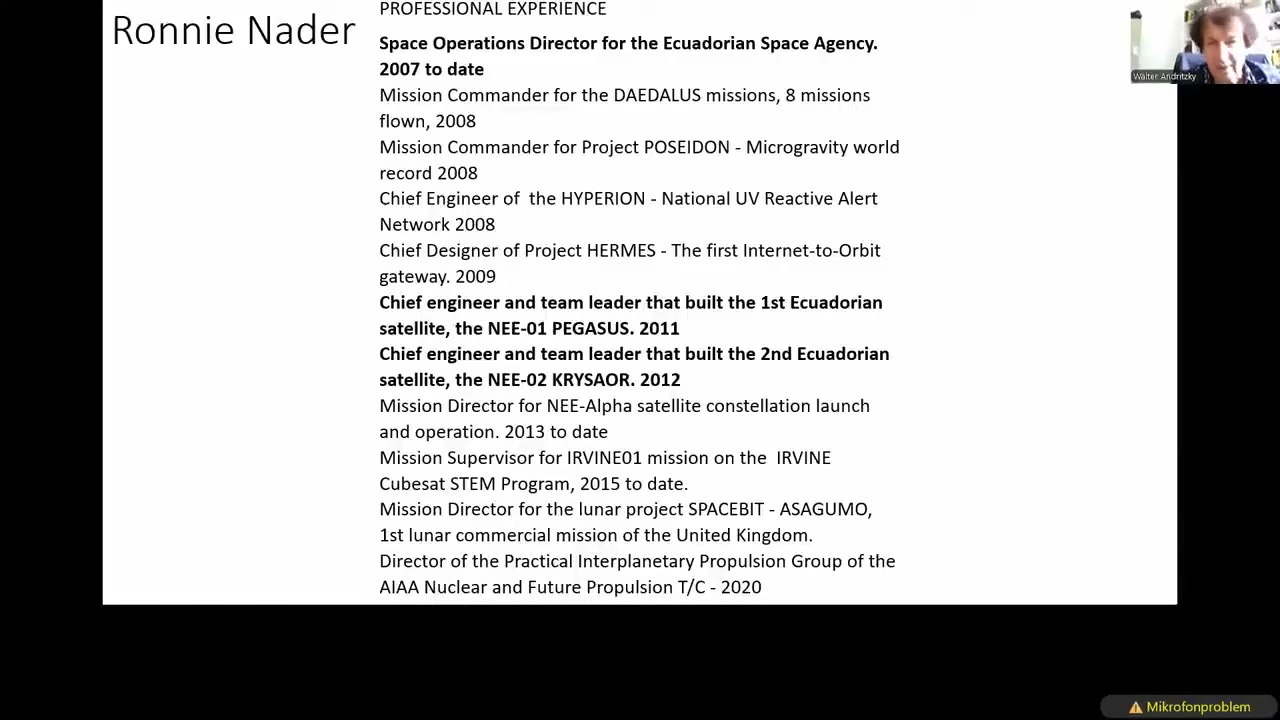 Ronnie Nader
PROFESSIONAL EXPERIENCE
Space Operations Director for the Ecuadorian Space Agency.
2007 to date
Mission Commander for the DAEDALUS missions, 8 missions
flown, 2008
Mission Commander for Project POSEIDON - Microgravity world
record 2008
Chief Engineer of  the HYPERION - National UV Reactive Alert
Network 2008
Chief Designer of Project HERMES - The first Internet-to-Orbit
gateway. 2009
Chief engineer and team leader that built the 1st Ecuadorian
satellite, the NEE-01 PEGASUS. 2011
Chief engineer and team leader that built the 2nd Ecuadorian
satellite, the NEE-02 KRYSAOR. 2012
Mission Director for NEE-Alpha satellite constellation launch
and operation. 2013 to date
Mission Supervisor for IRVINE01 mission on the  IRVINE
Cubesat STEM Program, 2015 to date.
Mission Director for the lunar project SPACEBIT - ASAGUMO,
1st lunar commercial mission of the United Kingdom.
Director of the Practical Interplanetary Propulsion Group of the
AIAA Nuclear and Future Propulsion T/C - 2020
Walter Andritzky
Mikrofonproblem